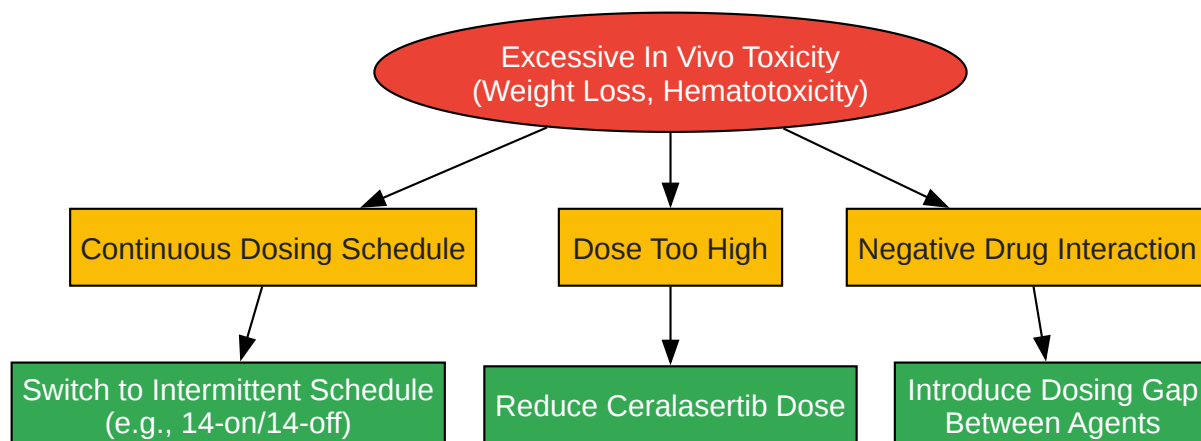 Excessive In Vivo Toxicity
(Weight Loss, Hematotoxicity)
Continuous Dosing Schedule
Dose Too High
Negative Drug Interaction
Switch to Intermittent Schedule
(e.g., 14-on/14-off)
Reduce Ceralasertib Dose
Introduce Dosing Gap
Between Agents